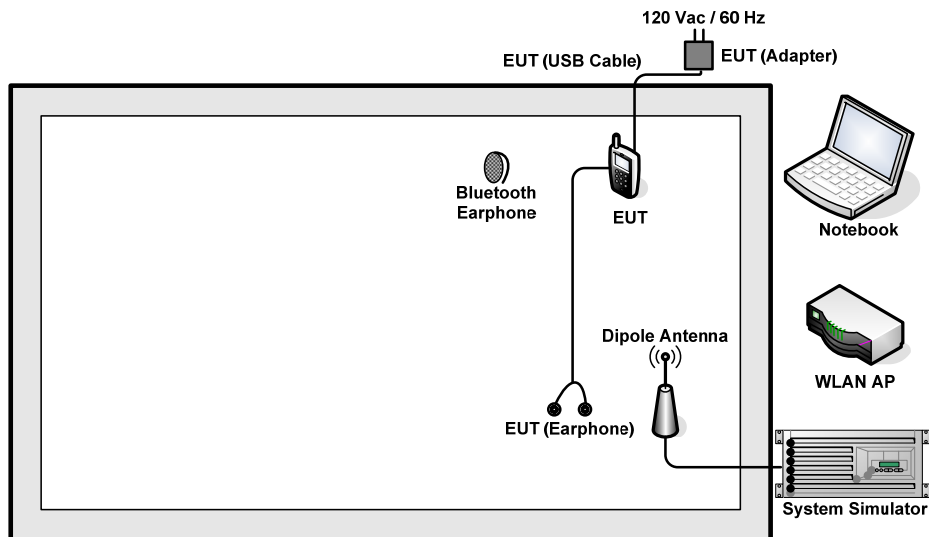 120 Vac / 60 Hz
EUT (USB Cable)
EUT (Adapter)
Bluetooth
Earphone
EUT
Notebook
Dipole Antenna
WLAN AP
EUT (Earphone)
System Simulator